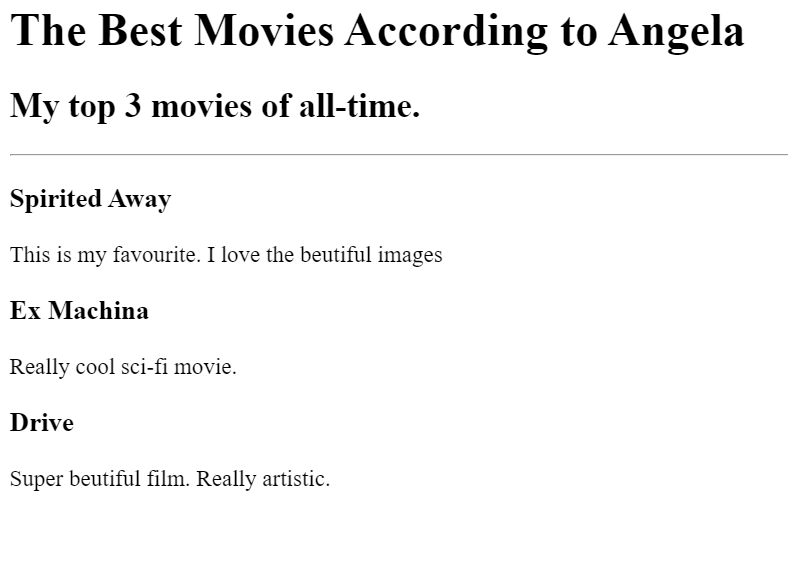 The Best Movies According to Angela
My top 3 movies of all-time.
Spirited Away
This is my favourite. I love the beutiful images
Ex Machina
Really cool sci-fi movie.
Drive
Super beutiful film. Really artistic.